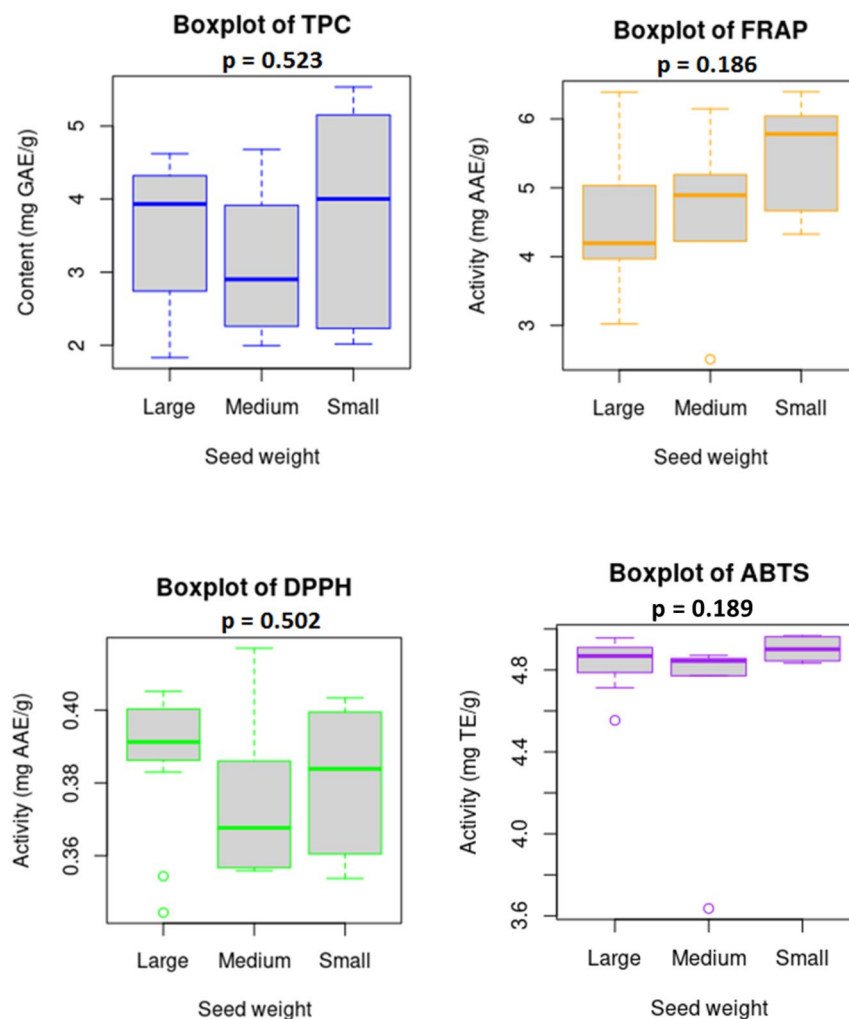 Boxplot of TPC
p = 0.523
Content (mg GAE/g)
5
4
3
2
Large Medium Small
Seed weight
Boxplot of FRAP
p = 0.186
Activity (mg AAE/g)
6
5
4
3
Large Medium Small
Seed weight
Boxplot of DPPH
p = 0.502
Activity (mg AAE/g)
0.40
0.38
0.36
Large Medium Small
Seed weight
Boxplot of ABTS
p = 0.189
Activity (mg TE/g)
4.8
4.4
4.0
3.6
Large Medium Small
Seed weight